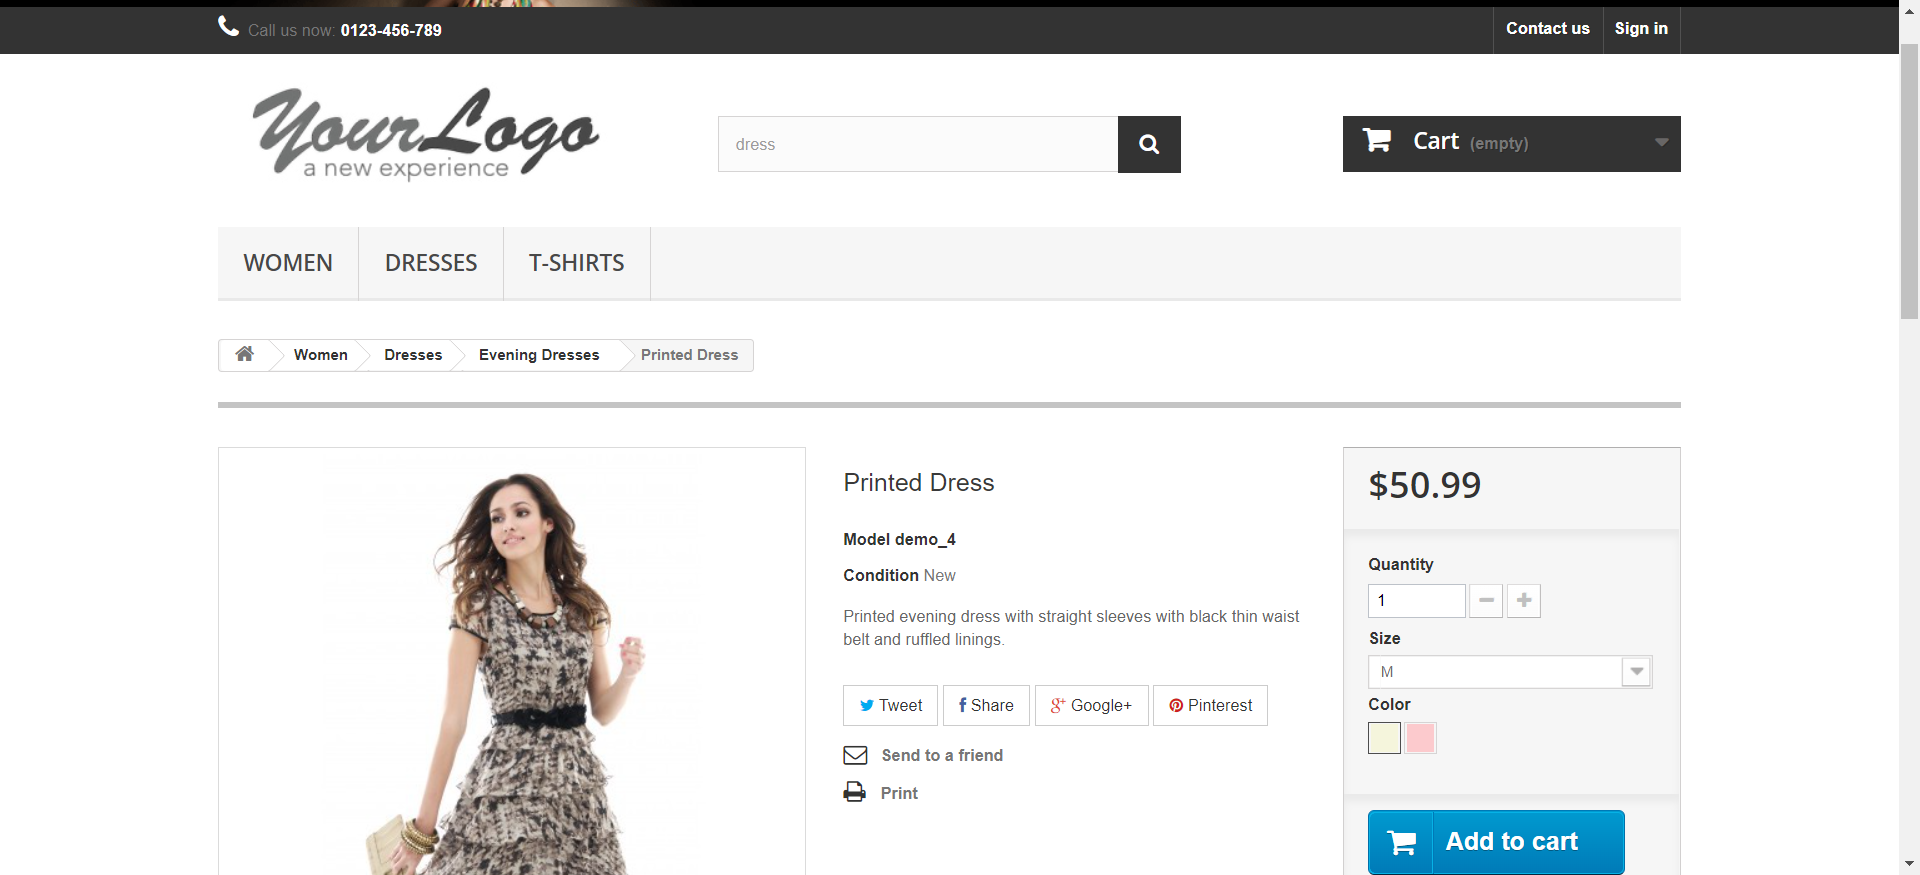 Call us now: 0123-456-789
Contact us
Sign in
YourLogo
a new experience
dress
Cart (empty)
WOMEN
DRESSES
T-SHIRTS
Women
Dresses
Evening Dresses
Printed Dress
Printed Dress
Model demo_4
Condition New
Printed evening dress with straight sleeves with black thin waist
belt and ruffled linings.
Tweet
Share
Google+
Pinterest
Send to a friend
Print
$50.99
Quantity
1
Size
M
Color
Add to cart